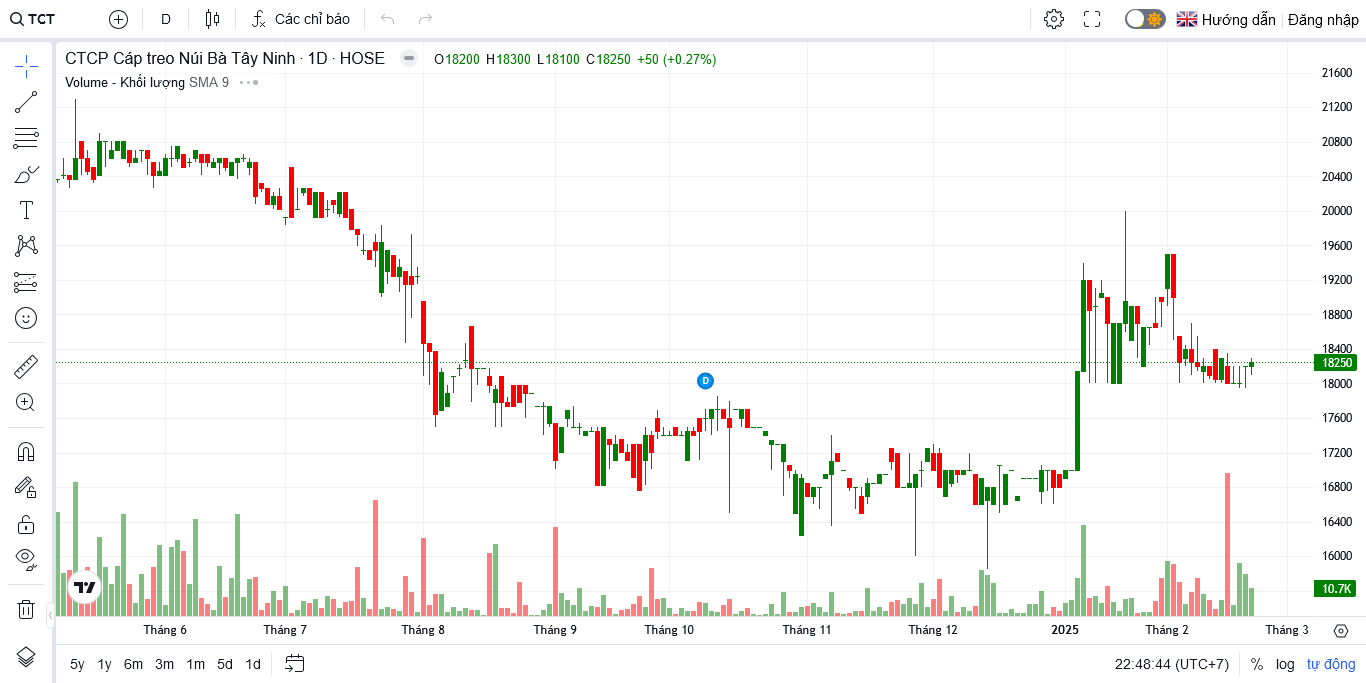 TCT D Các chỉ báo Hướng dẫn Đăng nhập
CTCP Cáp treo Núi Bà Tây Ninh · 1D · HOSE O18200 H18300 L18100 C18250 +50 (+0.27%)
Volume - Khối lượng SMA 9
21600
21200
20800
20400
20000
19600
19200
18800
18400
18250
18000
17600
17200
16800
16400
16000
10.7K
D
Tháng 6 Tháng 7 Tháng 8 Tháng 9 Tháng 10 Tháng 11 Tháng 12 2025 Tháng 2 Tháng 3
5y 1y 6m 3m 1m 5d 1d 22:48:44 (UTC+7) % log tự động